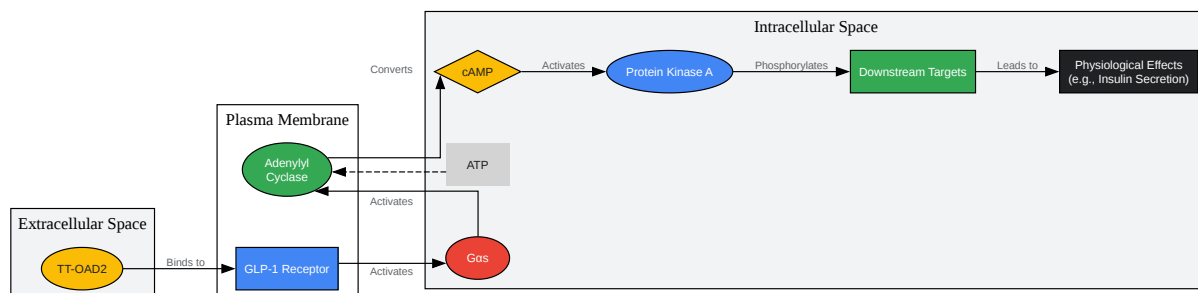 Intracellular Space
Converts
cAMP
Activates
Protein Kinase A
Phosphorylates
Downstream Targets
Leads to
Physiological Effects
(e.g., Insulin Secretion)
Plasma Membrane
Adenylyl
Cyclase
ATP
Activates
Extracellular Space
TT-OAD2
Binds to
GLP-1 Receptor
Activates
Gαs